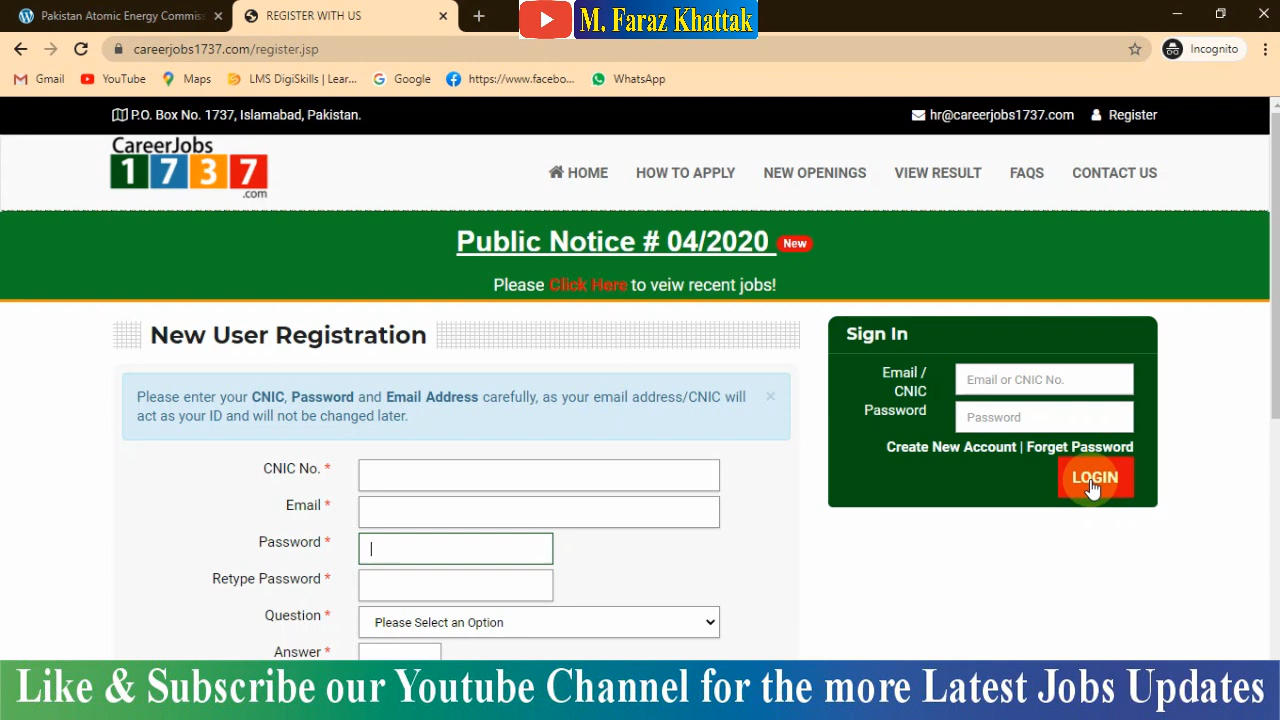 Pakistan Atomic Energy Commiss
REGISTER WITH US
M. Faraz Khattak
careerjobs1737.com/register.jsp
Incognito
Gmail
YouTube
Maps
LMS DigiSkills | Lear...
Google
https://www.facebo...
WhatsApp
P.O. Box No. 1737, Islamabad, Pakistan.
hr@careerjobs1737.com
Register
CareerJobs
1737
.com
HOME
HOW TO APPLY
NEW OPENINGS
VIEW RESULT
FAQS
CONTACT US
Public Notice # 04/2020 New
Please Click Here to veiw recent jobs!
New User Registration
Please enter your CNIC, Password and Email Address carefully, as your email address/CNIC will
act as your ID and will not be changed later.
×
CNIC No. *
Email *
Password *
Retype Password *
Question *
Please Select an Option
Answer *
Sign In
Email /
CNIC
Email or CNIC No.
Password
Password
Create New Account | Forget Password
LOGIN
Like & Subscribe our Youtube Channel for the more Latest Jobs Updates